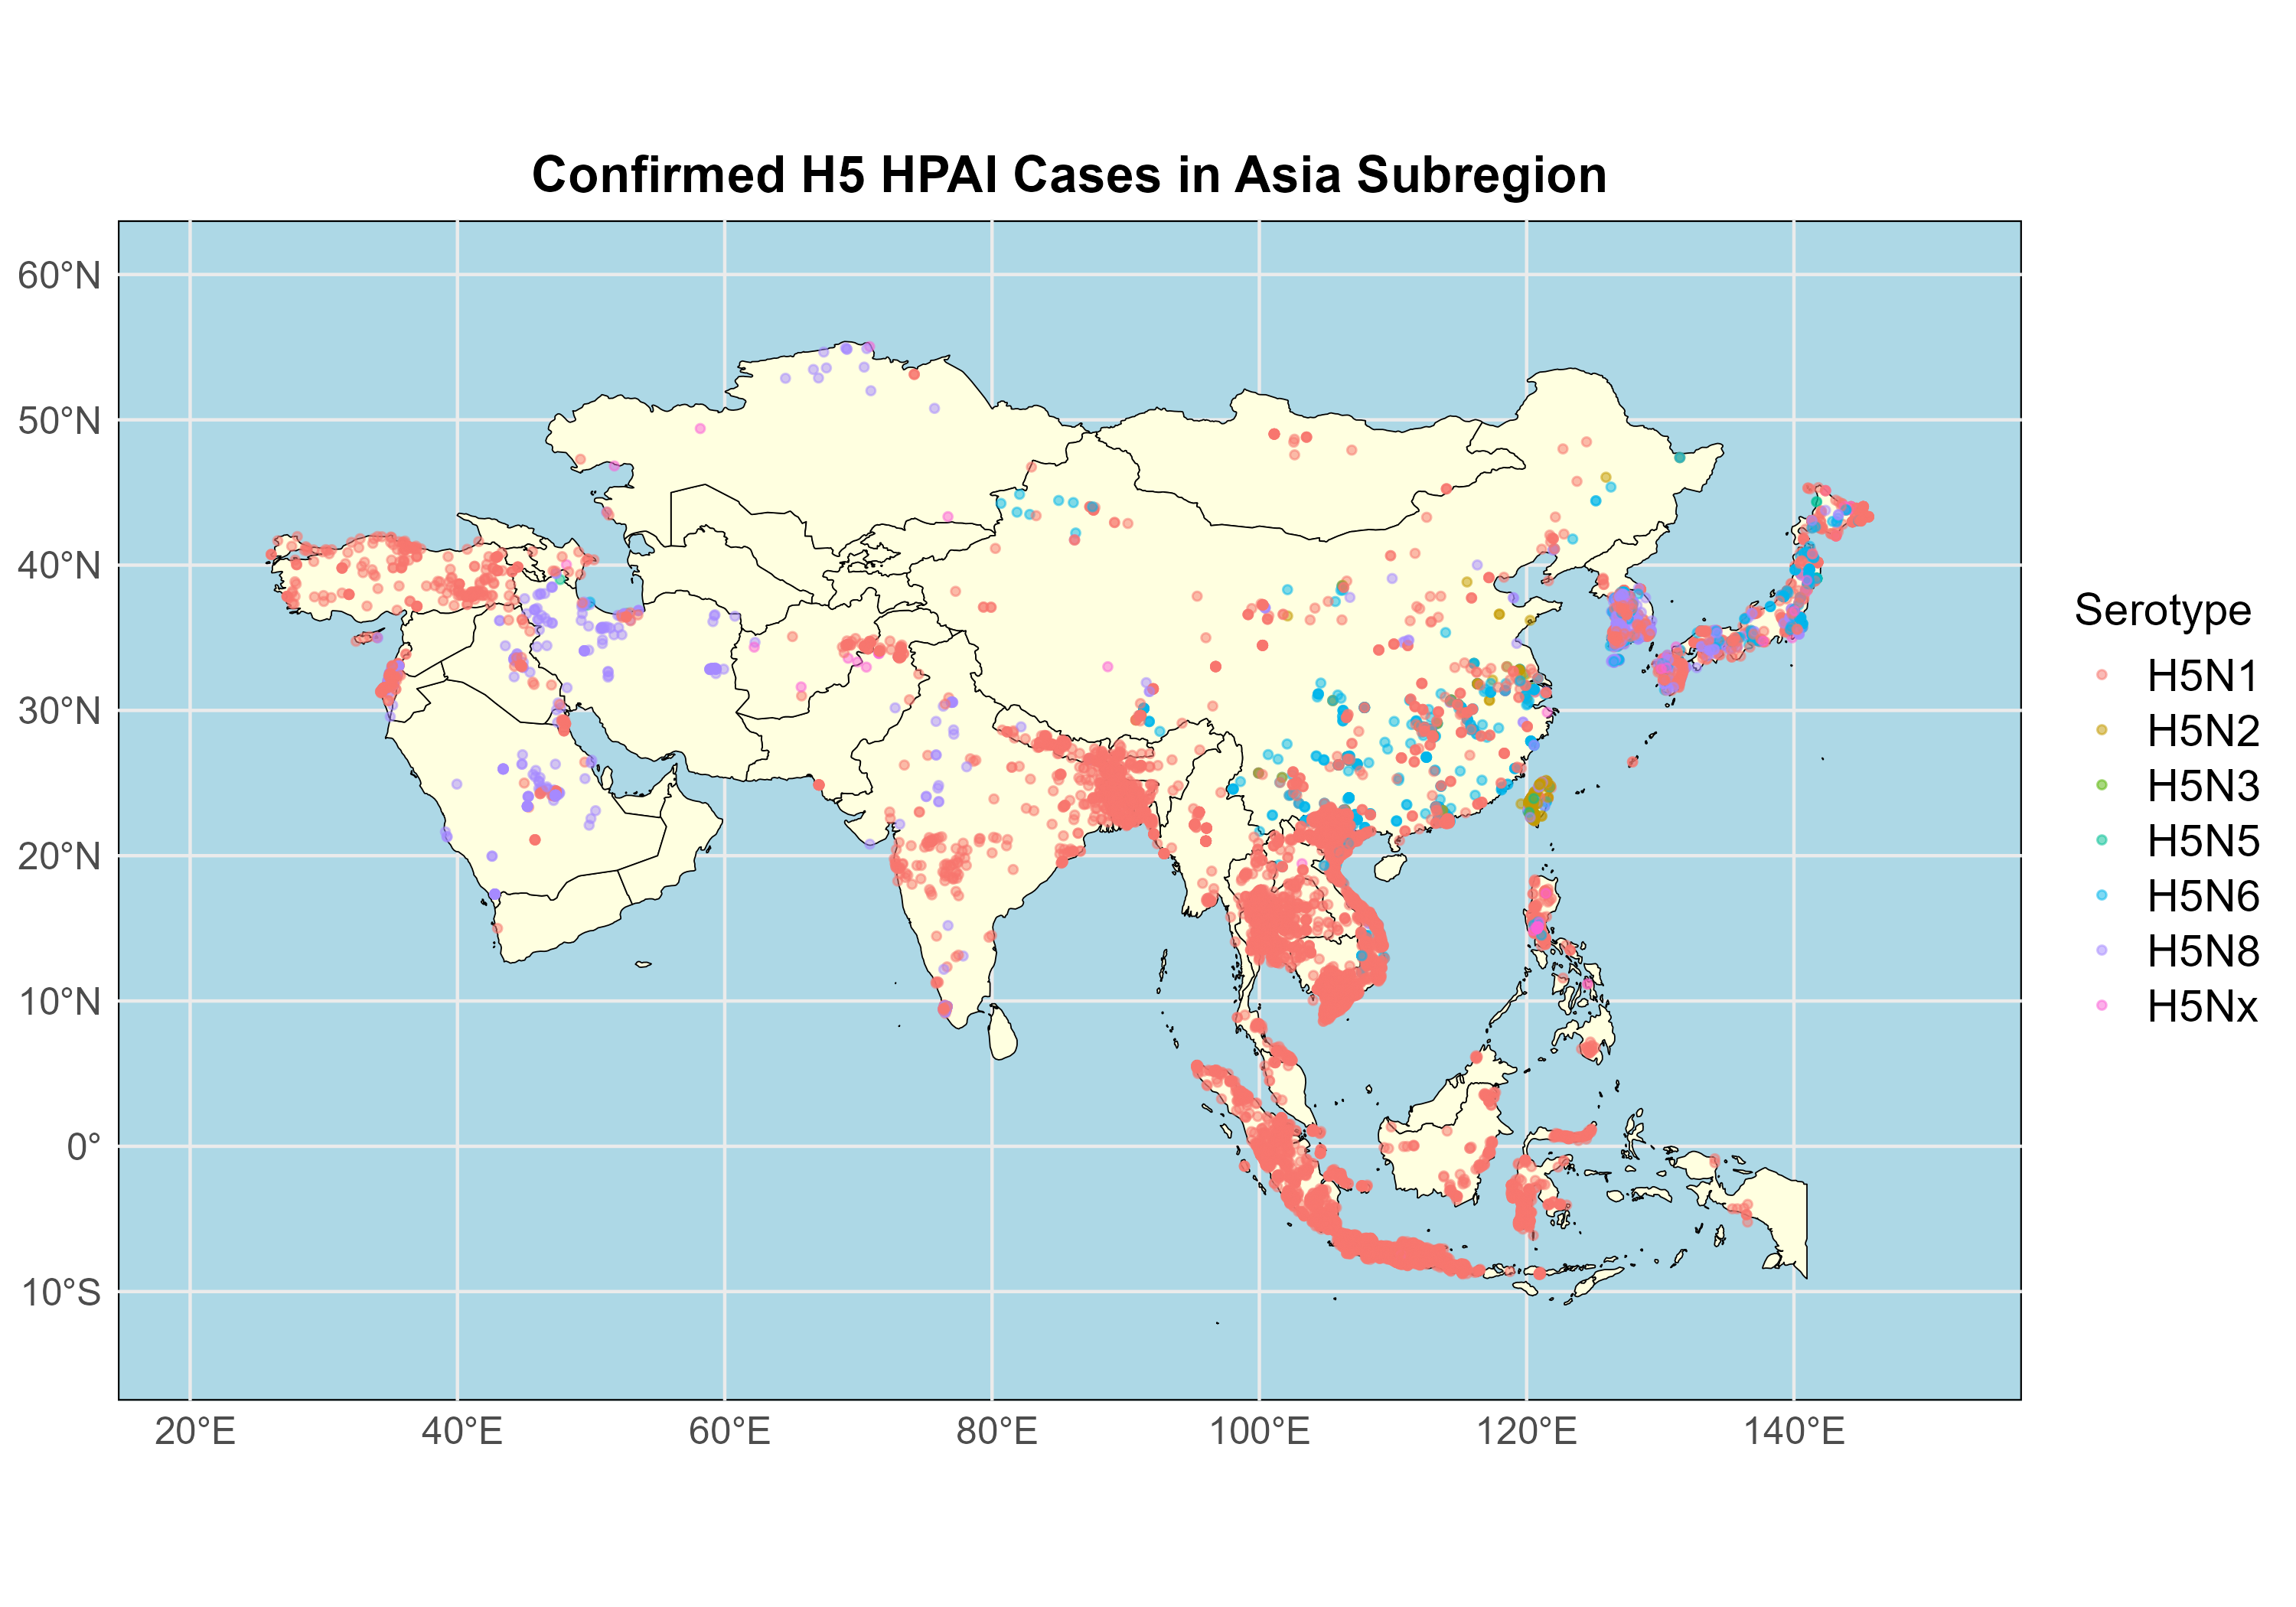 Confirmed H5 HPAI Cases in Asia Subregion
60°N
50°N
40°N
30°N
20°N
10°N
0°
10°S
20°E
40°E
60°E
80°E
100°E
120°E
140°E
Serotype
H5N1
H5N2
H5N3
H5N5
H5N6
H5N8
H5Nx